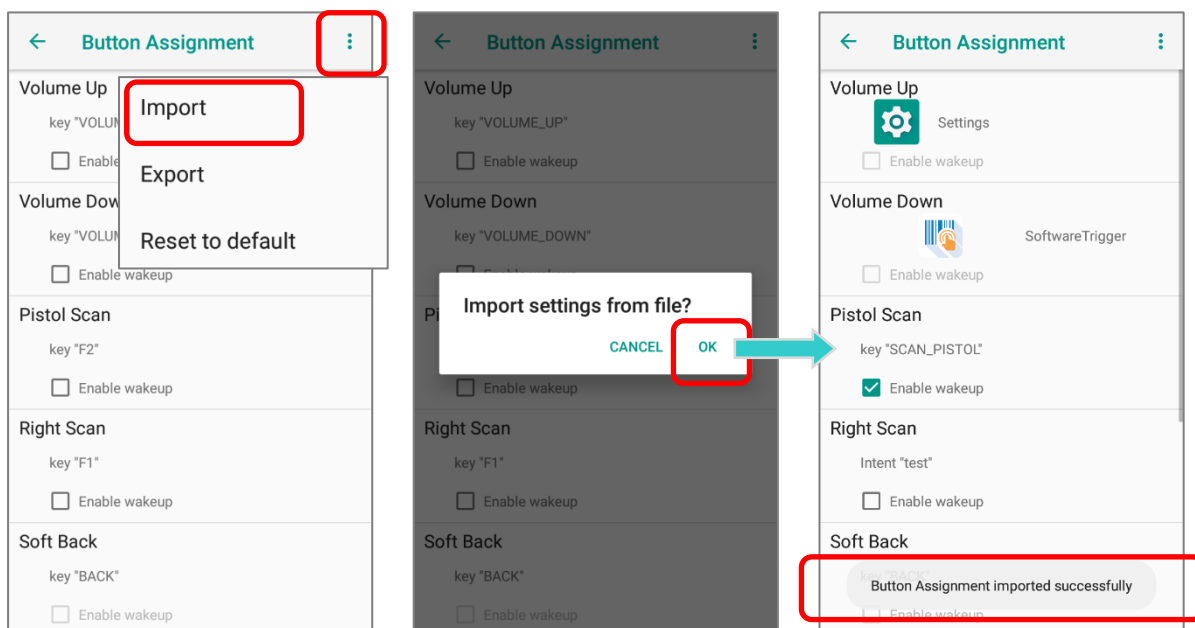 Button Assignment
Volume Up
Import
key "VOLUM
Enable
Export
Volume Dow
key "VOLUM
Reset to default
Enable wakeup
Pistol Scan
key "F2"
Enable wakeup
Right Scan
key "F1"
Enable wakeup
Soft Back
key "BACK"
Enable wakeup
Button Assignment
Volume Up
key "VOLUME_UP"
Enable wakeup
Volume Down
key "VOLUME_DOWN"
Import settings from file?
CANCEL OK
Enable wakeup
Right Scan
key "F1"
Enable wakeup
Soft Back
key "BACK"
Enable wakeup
Button Assignment
Volume Up
Settings
Enable wakeup
Volume Down
SoftwareTrigger
Enable wakeup
Pistol Scan
key "SCAN_PISTOL"
Enable wakeup
Right Scan
Intent "test"
Enable wakeup
Soft Back
key "BACK"
Button Assignment imported successfully
Enable wakeup